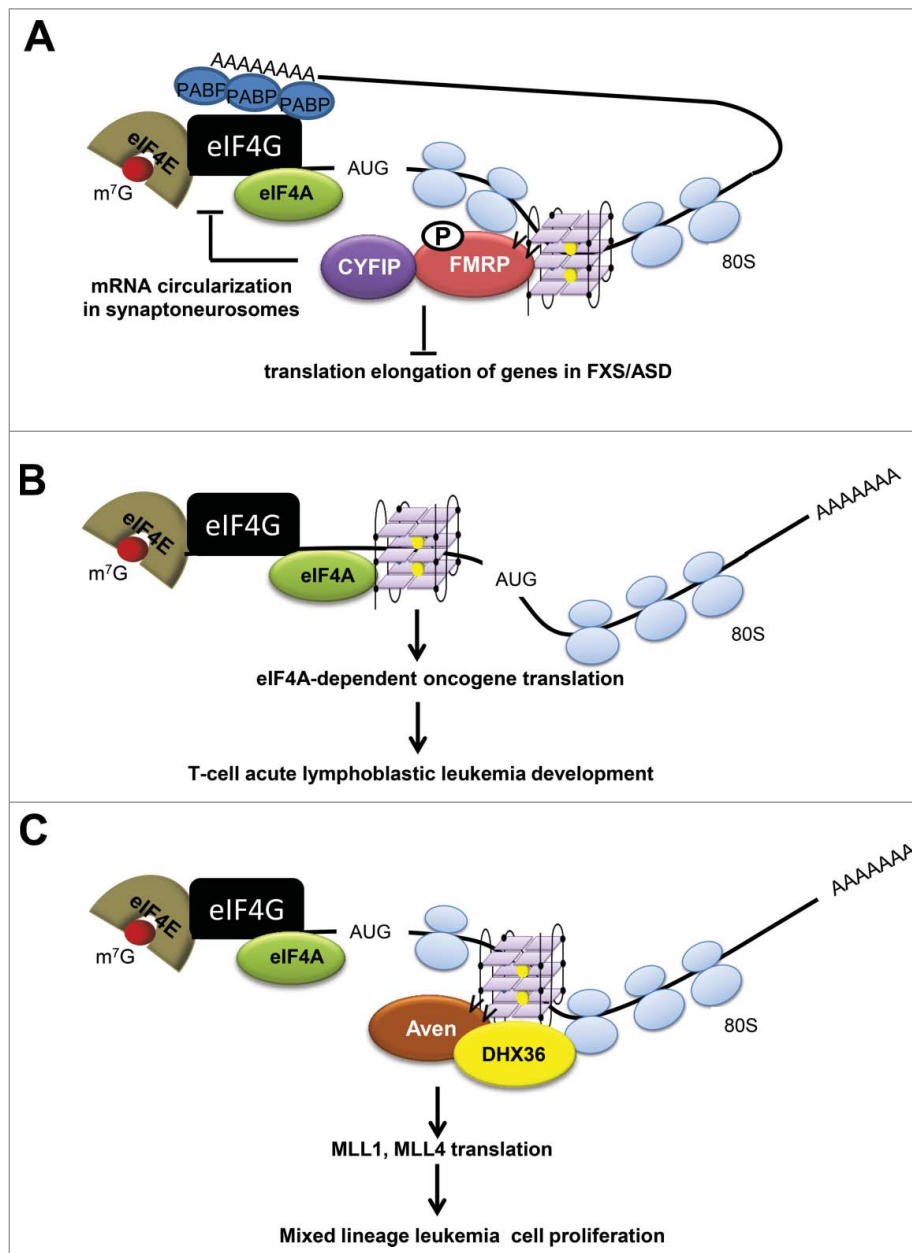 A
AAAAAAAA
PABP PABP PABP
eIF4E
eIF4G
m⁷G
eIF4A
AUG
P
CYFIP
FMRP
80S
mRNA circularization
in synaptoneurosomes
translation elongation of genes in FXS/ASD
B
AAAAAAA
eIF4E
eIF4G
m⁷G
eIF4A
AUG
80S
eIF4A-dependent oncogene translation
T-cell acute lymphoblastic leukemia development
C
AAAAAAA
eIF4E
eIF4G
m⁷G
eIF4A
AUG
Aven
DHX36
80S
MLL1, MLL4 translation
Mixed lineage leukemia cell proliferation